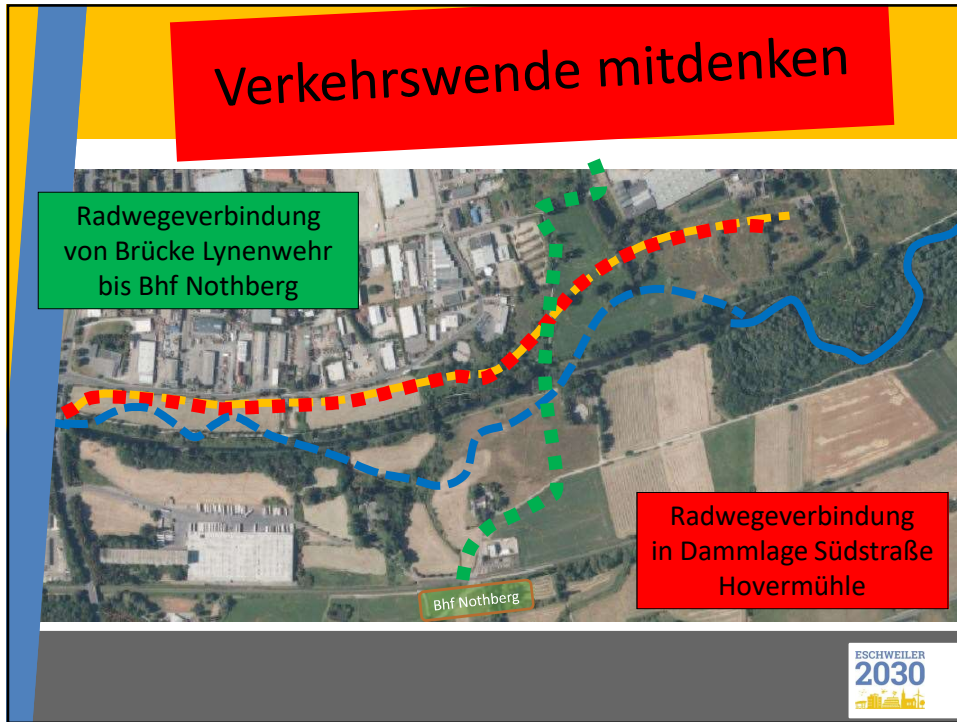 Verkehrswende mitdenken
Radwegeverbindung
von Brücke Lynenwehr
bis Bhf Nothberg
Radwegeverbindung
in Dammlage Südstraße
Hovermühle
Bhf Nothberg
ESCHWEILER
2030